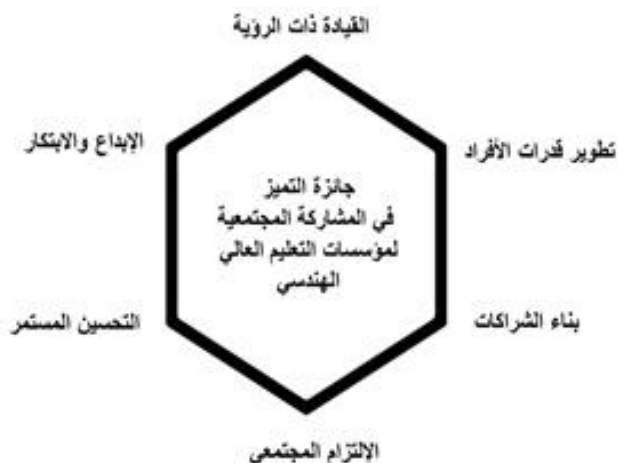 القيادة ذات الرؤية
تطوير قدرات الأفراد
الإبداع والابتكار
جائزة التميز
في المشاركة المجتمعية
لمؤسسات التعليم العالي
الهندسي
بناء الشراكات
التحسين المستمر
الإلتزام المجتمعي